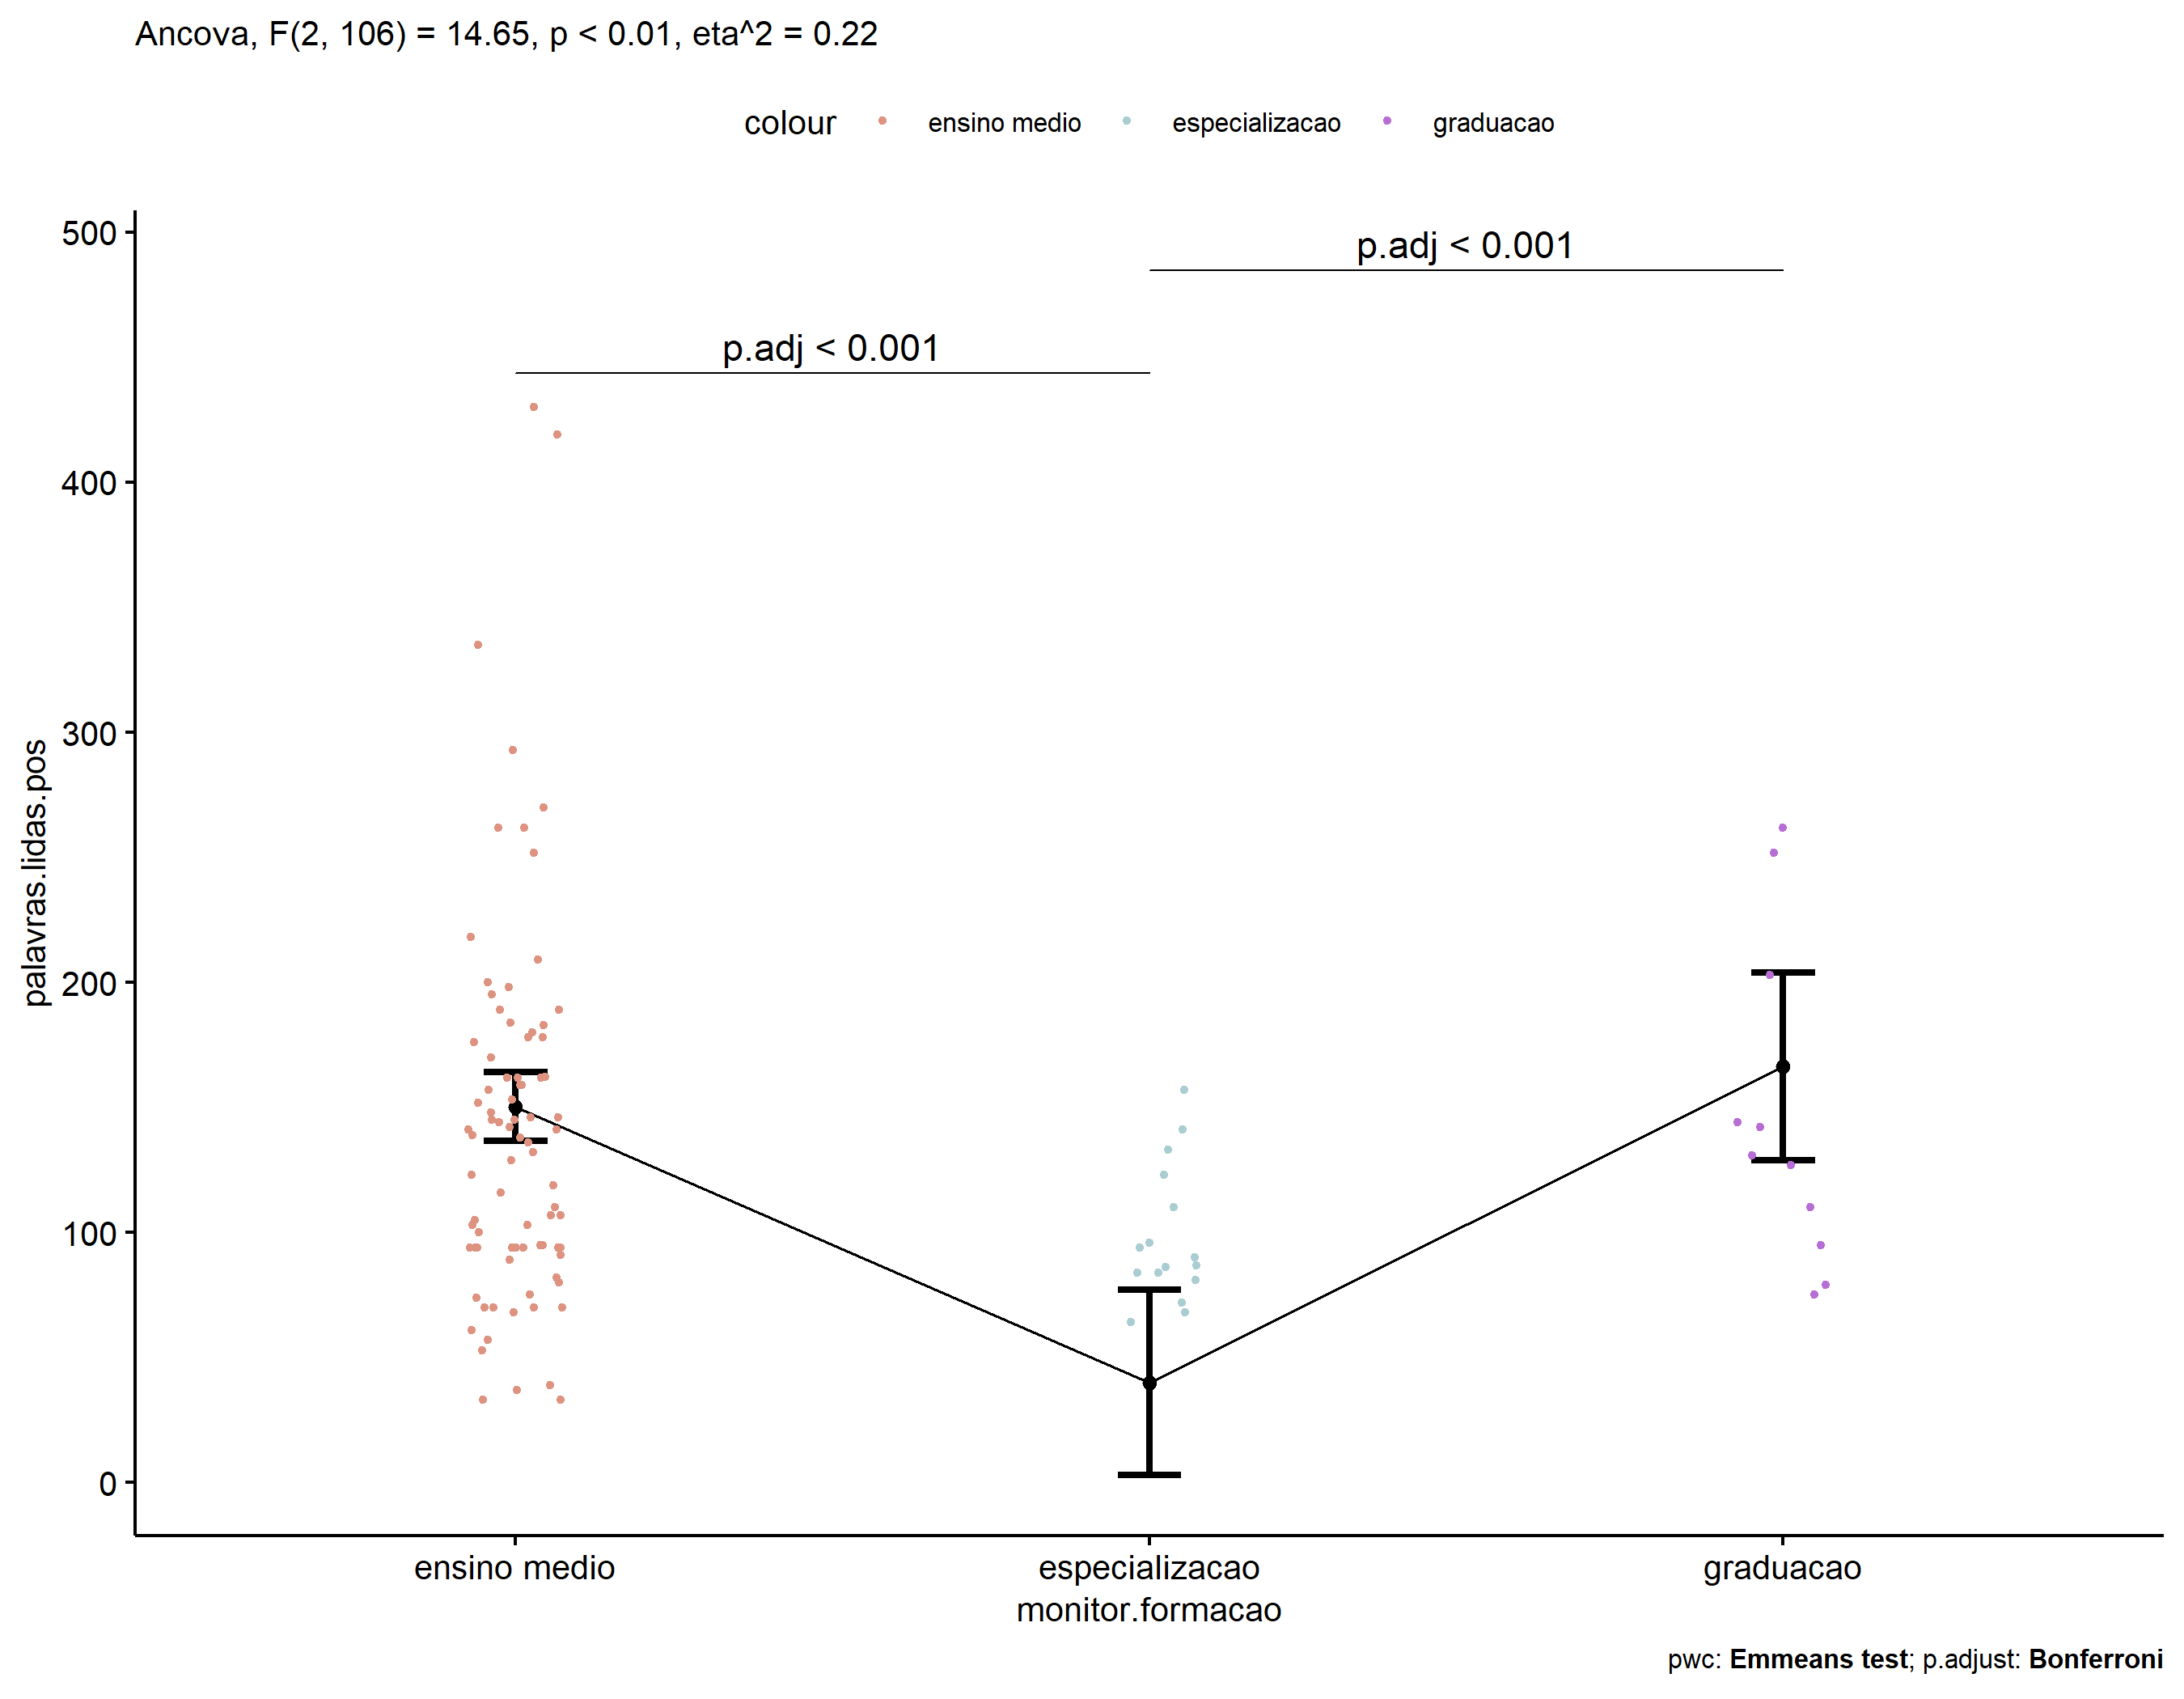 Ancova, F(2, 106) = 14.65, p < 0.01, eta^2 = 0.22
colour ensino medio especializacao graduacao
500
400
300
200
100
0
palavras.lidas.pos
p.adj < 0.001
p.adj < 0.001
ensino medio especializacao graduacao
monitor.formacao
pwc: Emmeans test; p.adjust: Bonferroni